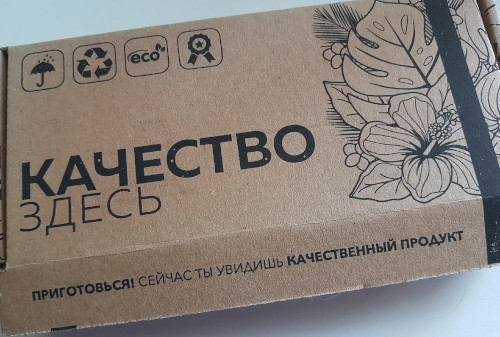 eco
КАЧЕСТВО
ЗДЕСЬ
ПРИГОТОВЬСЯ! СЕЙЧАС ТЫ УВИДИШЬ КАЧЕСТВЕННЫЙ ПРОДУКТ